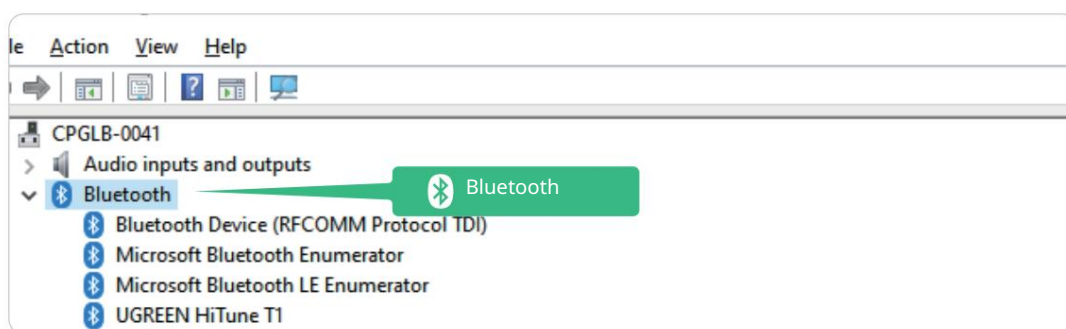 le Action View Help
CPGLB-0041
Audio inputs and outputs
Bluetooth
Bluetooth
Bluetooth Device (RFCOMM Protocol TDI)
Microsoft Bluetooth Enumerator
Microsoft Bluetooth LE Enumerator
UGREEN HiTune T1